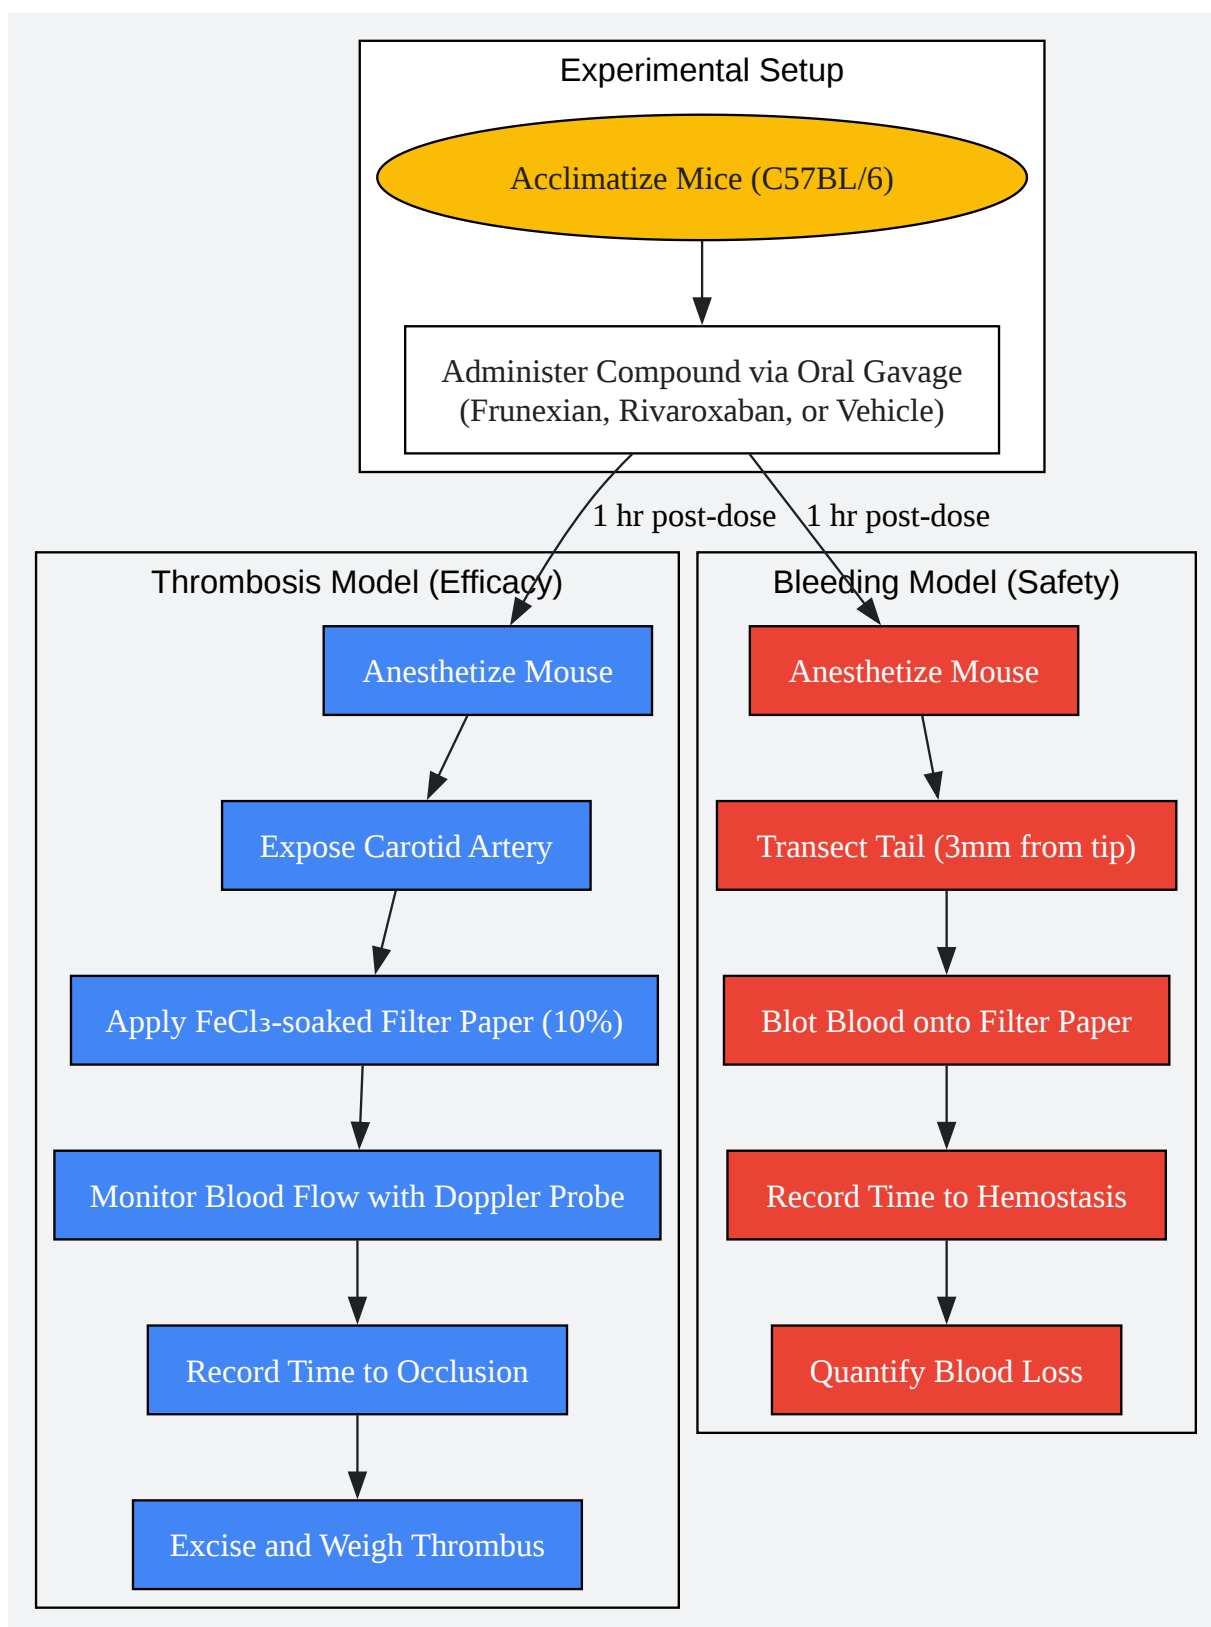 Experimental Setup
Acclimatize Mice (C57BL/6)
Administer Compound via Oral Gavage
(Frunexian, Rivaroxaban, or Vehicle)
1 hr post-dose
1 hr post-dose
Thrombosis Model (Efficacy)
Anesthetize Mouse
Expose Carotid Artery
Apply FeCl₃-soaked Filter Paper (10%)
Monitor Blood Flow with Doppler Probe
Record Time to Occlusion
Excise and Weigh Thrombus
Bleeding Model (Safety)
Anesthetize Mouse
Transect Tail (3mm from tip)
Blot Blood onto Filter Paper
Record Time to Hemostasis
Quantify Blood Loss